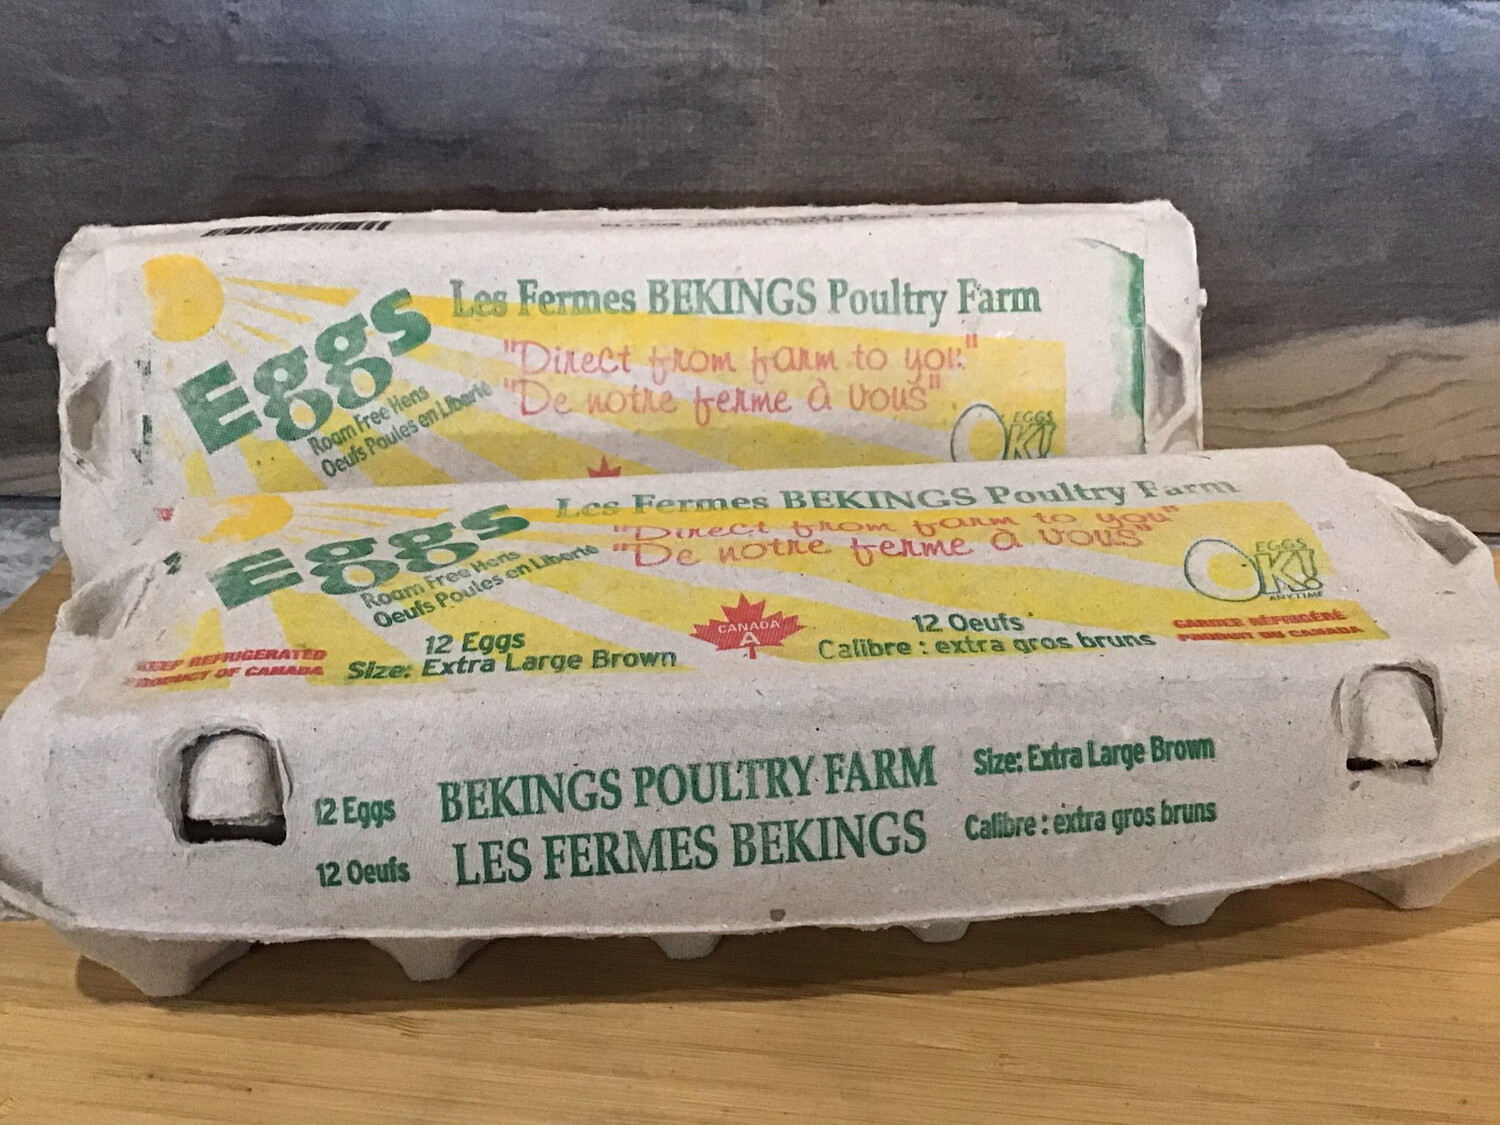 Les Fermes BEKINGS Poultry Farm
Eggs
"Direct from farm to you"
"De notre ferme à vous"
Roam Free Hens
Oeufs Poules en Liberté
EGGS
OK!
Les Fermes BEKINGS Poultry Farm
Eggs
"Direct from farm to you"
"De notre ferme à vous"
Roam Free Hens
Oeufs Poules en Liberté
EGGS
OK!
ANYTIME
12 Eggs
Size: Extra Large Brown
CANADA
A
12 Oeufs
Calibre : extra gros bruns
KEEP REFRIGERATED
PRODUCT OF CANADA
GARDER RÉFRIGÉRÉ
PRODUIT DU CANADA
12 Eggs
BEKINGS POULTRY FARM
Size: Extra Large Brown
12 Oeufs
LES FERMES BEKINGS
Calibre : extra gros bruns